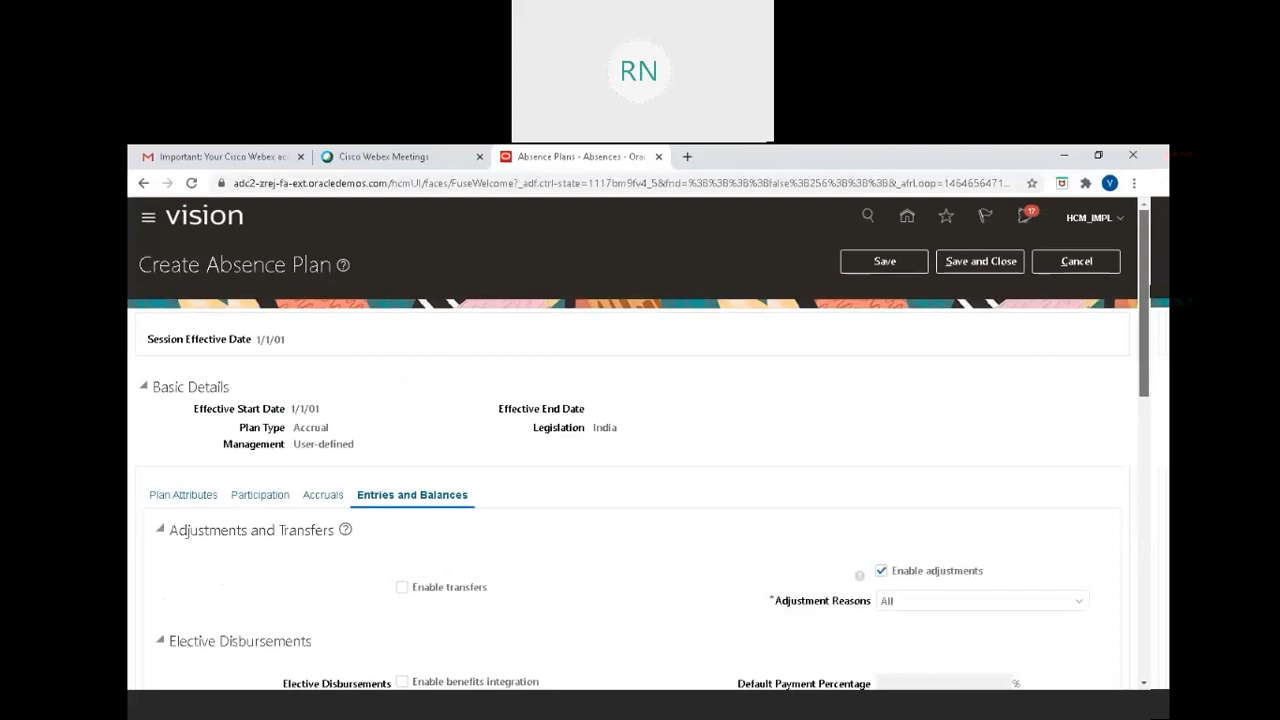 RN
Important: Your Cisco Webex ac
Cisco Webex Meetings
Absence Plans - Absences - Ora
adc2-zrej-fa-ext.oracledemos.com/hcmUI/faces/FuseWelcome?_adf.ctrl-state=1117bm9fv4_5&fnd=%3B%3B%3B%3Bfalse%3B256%3B%3B%3B&_afrLoop=1464656471...
V
vision
17
HCM_IMPL
Create Absence Plan
Save
Save and Close
Cancel
Session Effective Date 1/1/01
Basic Details
Effective Start Date 1/1/01
Effective End Date
Plan Type Accrual
Legislation India
Management User-defined
Plan Attributes
Participation
Accruals
Entries and Balances
Adjustments and Transfers
Enable adjustments
Enable transfers
*Adjustment Reasons All
Elective Disbursements
Elective Disbursements Enable benefits integration
Default Payment Percentage %